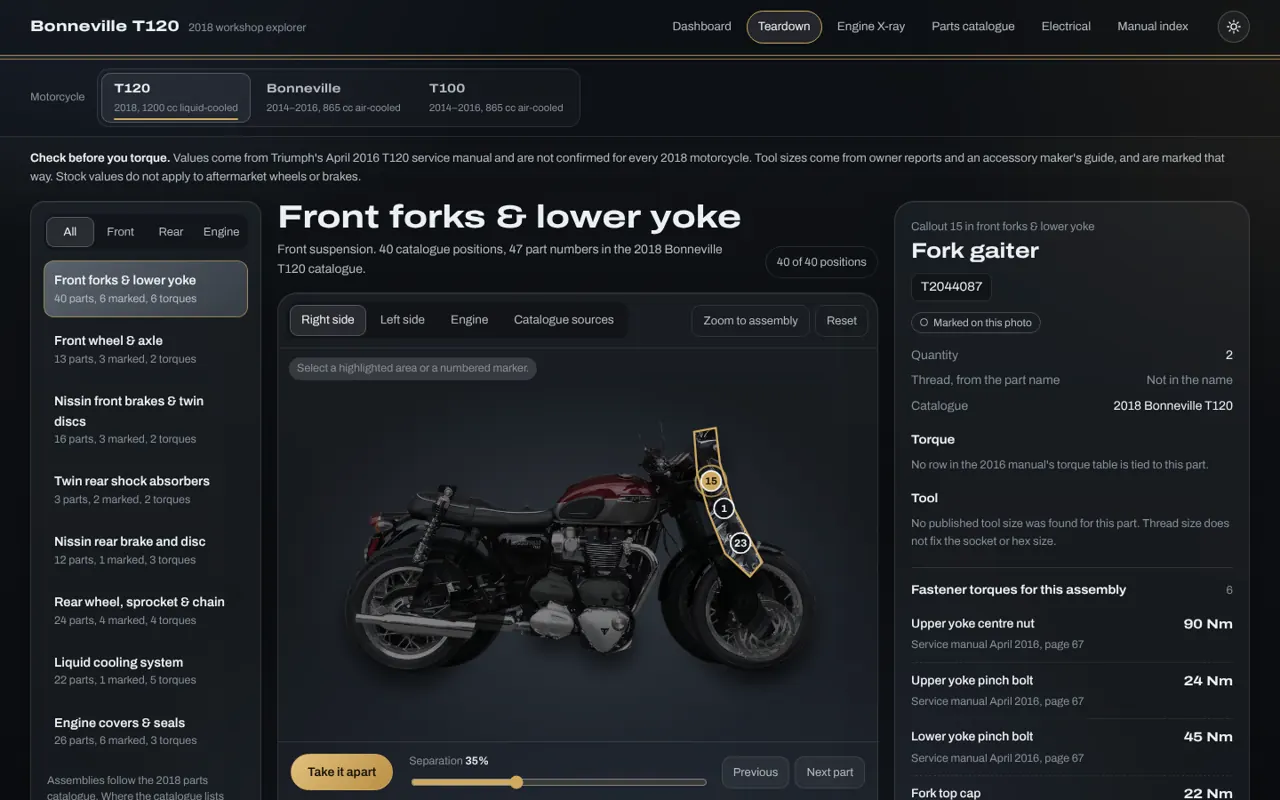 Bonneville T120 2018 workshop explorer
Dashboard Teardown Engine X-ray Parts catalogue Electrical Manual index
Motorcycle
T120
2018, 1200 cc liquid-cooled
Bonneville
2014–2016, 865 cc air-cooled
T100
2014–2016, 865 cc air-cooled
Check before you torque. Values come from Triumph's April 2016 T120 service manual and are not confirmed for every 2018 motorcycle. Tool sizes come from owner reports and an accessory maker's guide, and are marked that
way. Stock values do not apply to aftermarket wheels or brakes.
All Front Rear Engine
Front forks & lower yoke
40 parts, 6 marked, 6 torques
Front wheel & axle
13 parts, 3 marked, 2 torques
Nissin front brakes & twin
discs
16 parts, 3 marked, 2 torques
Twin rear shock absorbers
3 parts, 2 marked, 2 torques
Nissin rear brake and disc
12 parts, 1 marked, 3 torques
Rear wheel, sprocket & chain
24 parts, 4 marked, 4 torques
Liquid cooling system
22 parts, 1 marked, 5 torques
Engine covers & seals
26 parts, 6 marked, 3 torques
Assemblies follow the 2018 parts
catalogue. Where the catalogue lists
Front forks & lower yoke
Front suspension. 40 catalogue positions, 47 part numbers in the 2018 Bonneville
T120 catalogue.
40 of 40 positions
Right side Left side Engine Catalogue sources
Zoom to assembly Reset
Select a highlighted area or a numbered marker.
15
1
23
Take it apart
Separation 35%
Previous Next part
Callout 15 in front forks & lower yoke
Fork gaiter
T2044087
Marked on this photo
Quantity 2
Thread, from the part name Not in the name
Catalogue 2018 Bonneville T120
Torque
No row in the 2016 manual's torque table is tied to this part.
Tool
No published tool size was found for this part. Thread size does
not fix the socket or hex size.
Fastener torques for this assembly 6
Upper yoke centre nut 90 Nm
Service manual April 2016, page 67
Upper yoke pinch bolt 24 Nm
Service manual April 2016, page 67
Lower yoke pinch bolt 45 Nm
Service manual April 2016, page 67
Fork top cap 22 Nm